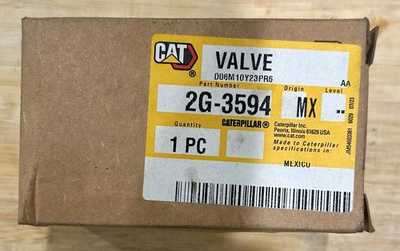 CAT
®
VALVE
006M10Y23PR6
AA
Part Number
Origin
Level
2G-3594
MX
--
Quantity
CATERPILLAR®
1 PC
Caterpillar Inc.
Peoria, Illinois 61629 USA
www.cat.com
Made to Caterpillar
specifications in:
MEXICO